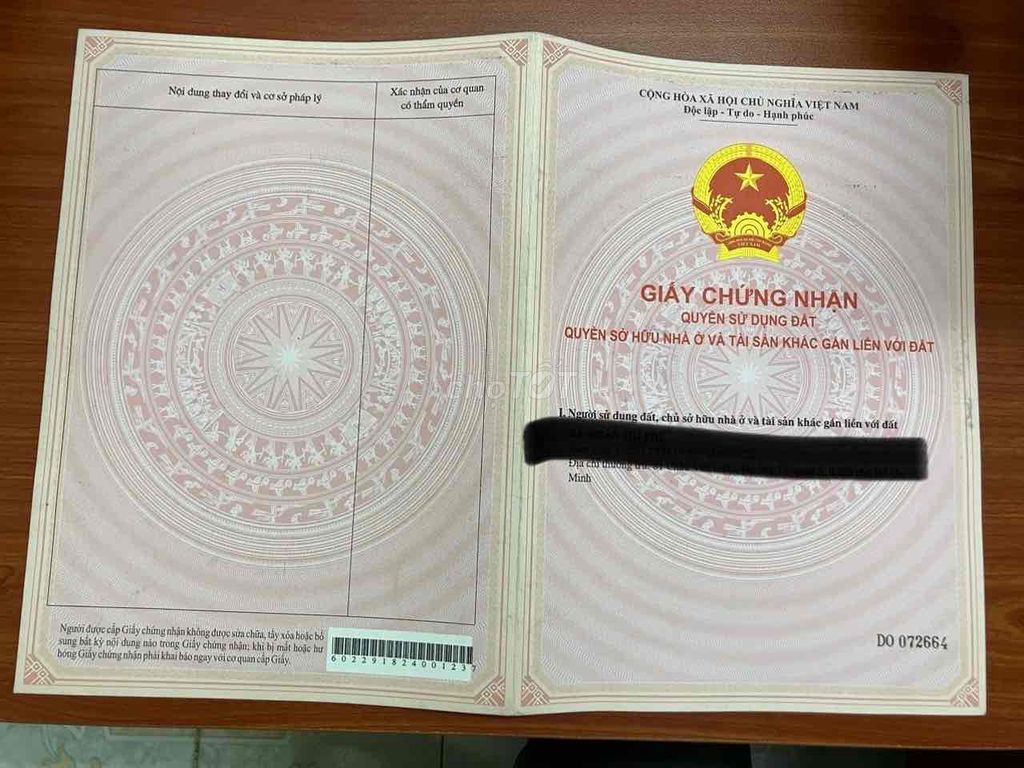 Nội dung thay đổi và cơ sở pháp lý
Xác nhận của cơ quan
có thẩm quyền
Người được cấp Giấy chứng nhận không được sửa chữa, tẩy xóa hoặc bổ
sung bất kỳ nội dung nào trong Giấy chứng nhận; khi bị mất hoặc hư
hỏng Giấy chứng nhận phải khai báo ngay với cơ quan cấp Giấy.
CỘNG HÒA XÃ HỘI CHỦ NGHĨA VIỆT NAM
Độc lập - Tự do - Hạnh phúc
GIẤY CHỨNG NHẬN
QUYỀN SỬ DỤNG ĐẤT
QUYỀN SỞ HỮU NHÀ Ở VÀ TÀI SẢN KHÁC GẮN LIỀN VỚI ĐẤT
I. Người sử dụng đất, chủ sở hữu nhà ở và tài sản khác gắn liền với đất
Địa chỉ thường
Minh
DO 072664
chợTỐT